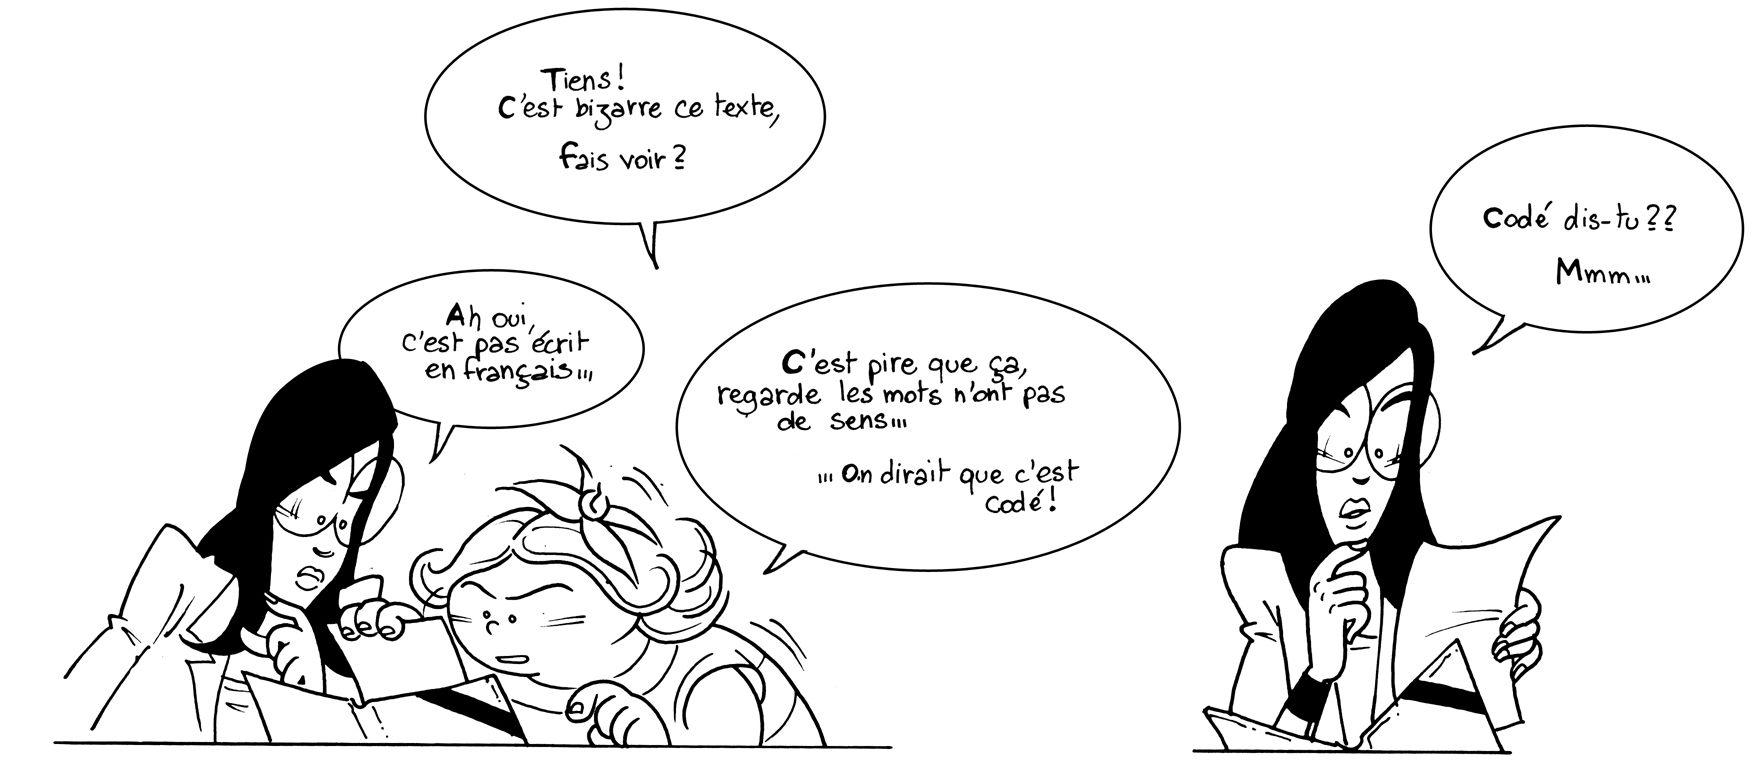 Tiens!
C'est bizarre ce texte,
fais voir?
Ah oui,
c'est pas écrit
en français...
C'est pire que ça,
regarde les mots n'ont pas
de sens...
... On dirait que c'est
codé!
Codé dis-tu??
Mmm...